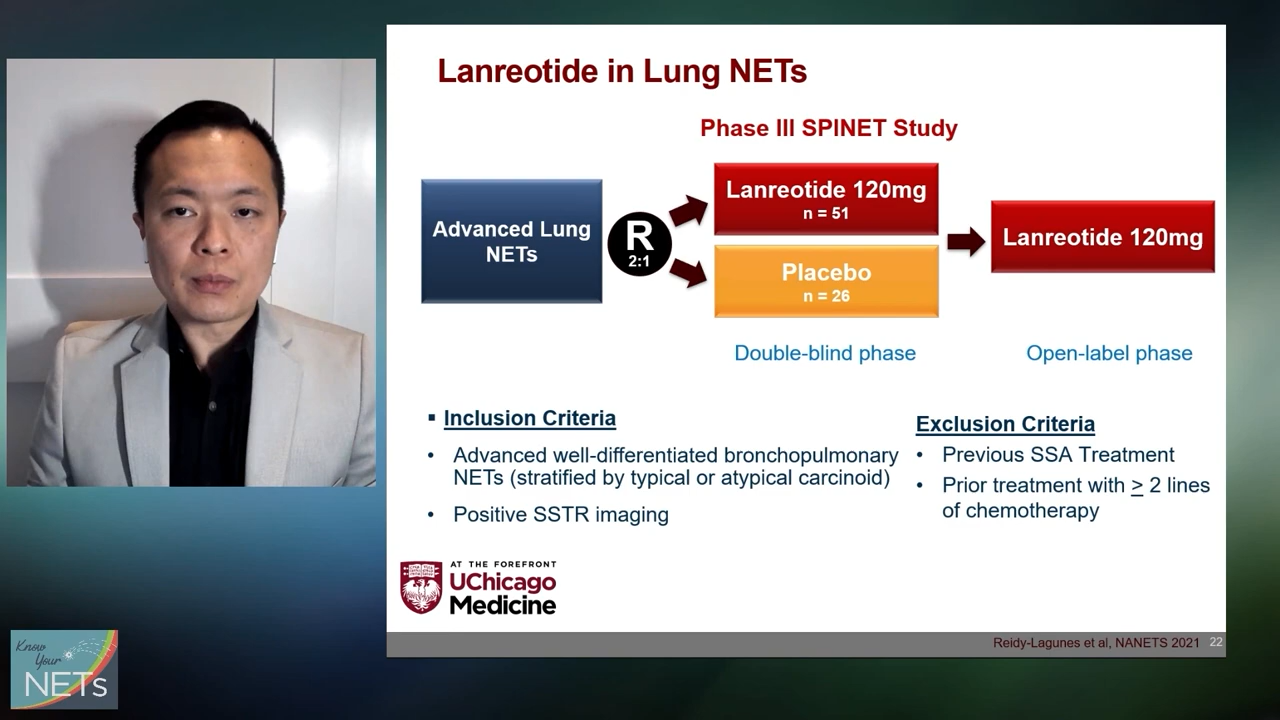 Lanreotide in Lung NETs
Phase III SPINET Study
Advanced Lung
NETs
R
2:1
Lanreotide 120mg
n = 51
Placebo
n = 26
Lanreotide 120mg
Double-blind phase
Open-label phase
▪ Inclusion Criteria
• Advanced well-differentiated bronchopulmonary
NETs (stratified by typical or atypical carcinoid)
• Positive SSTR imaging
Exclusion Criteria
• Previous SSA Treatment
• Prior treatment with ≥ 2 lines
of chemotherapy
AT THE FOREFRONT
UChicago
Medicine
Reidy-Lagunes et al, NANETS 2021 22
Know
Your
NETs